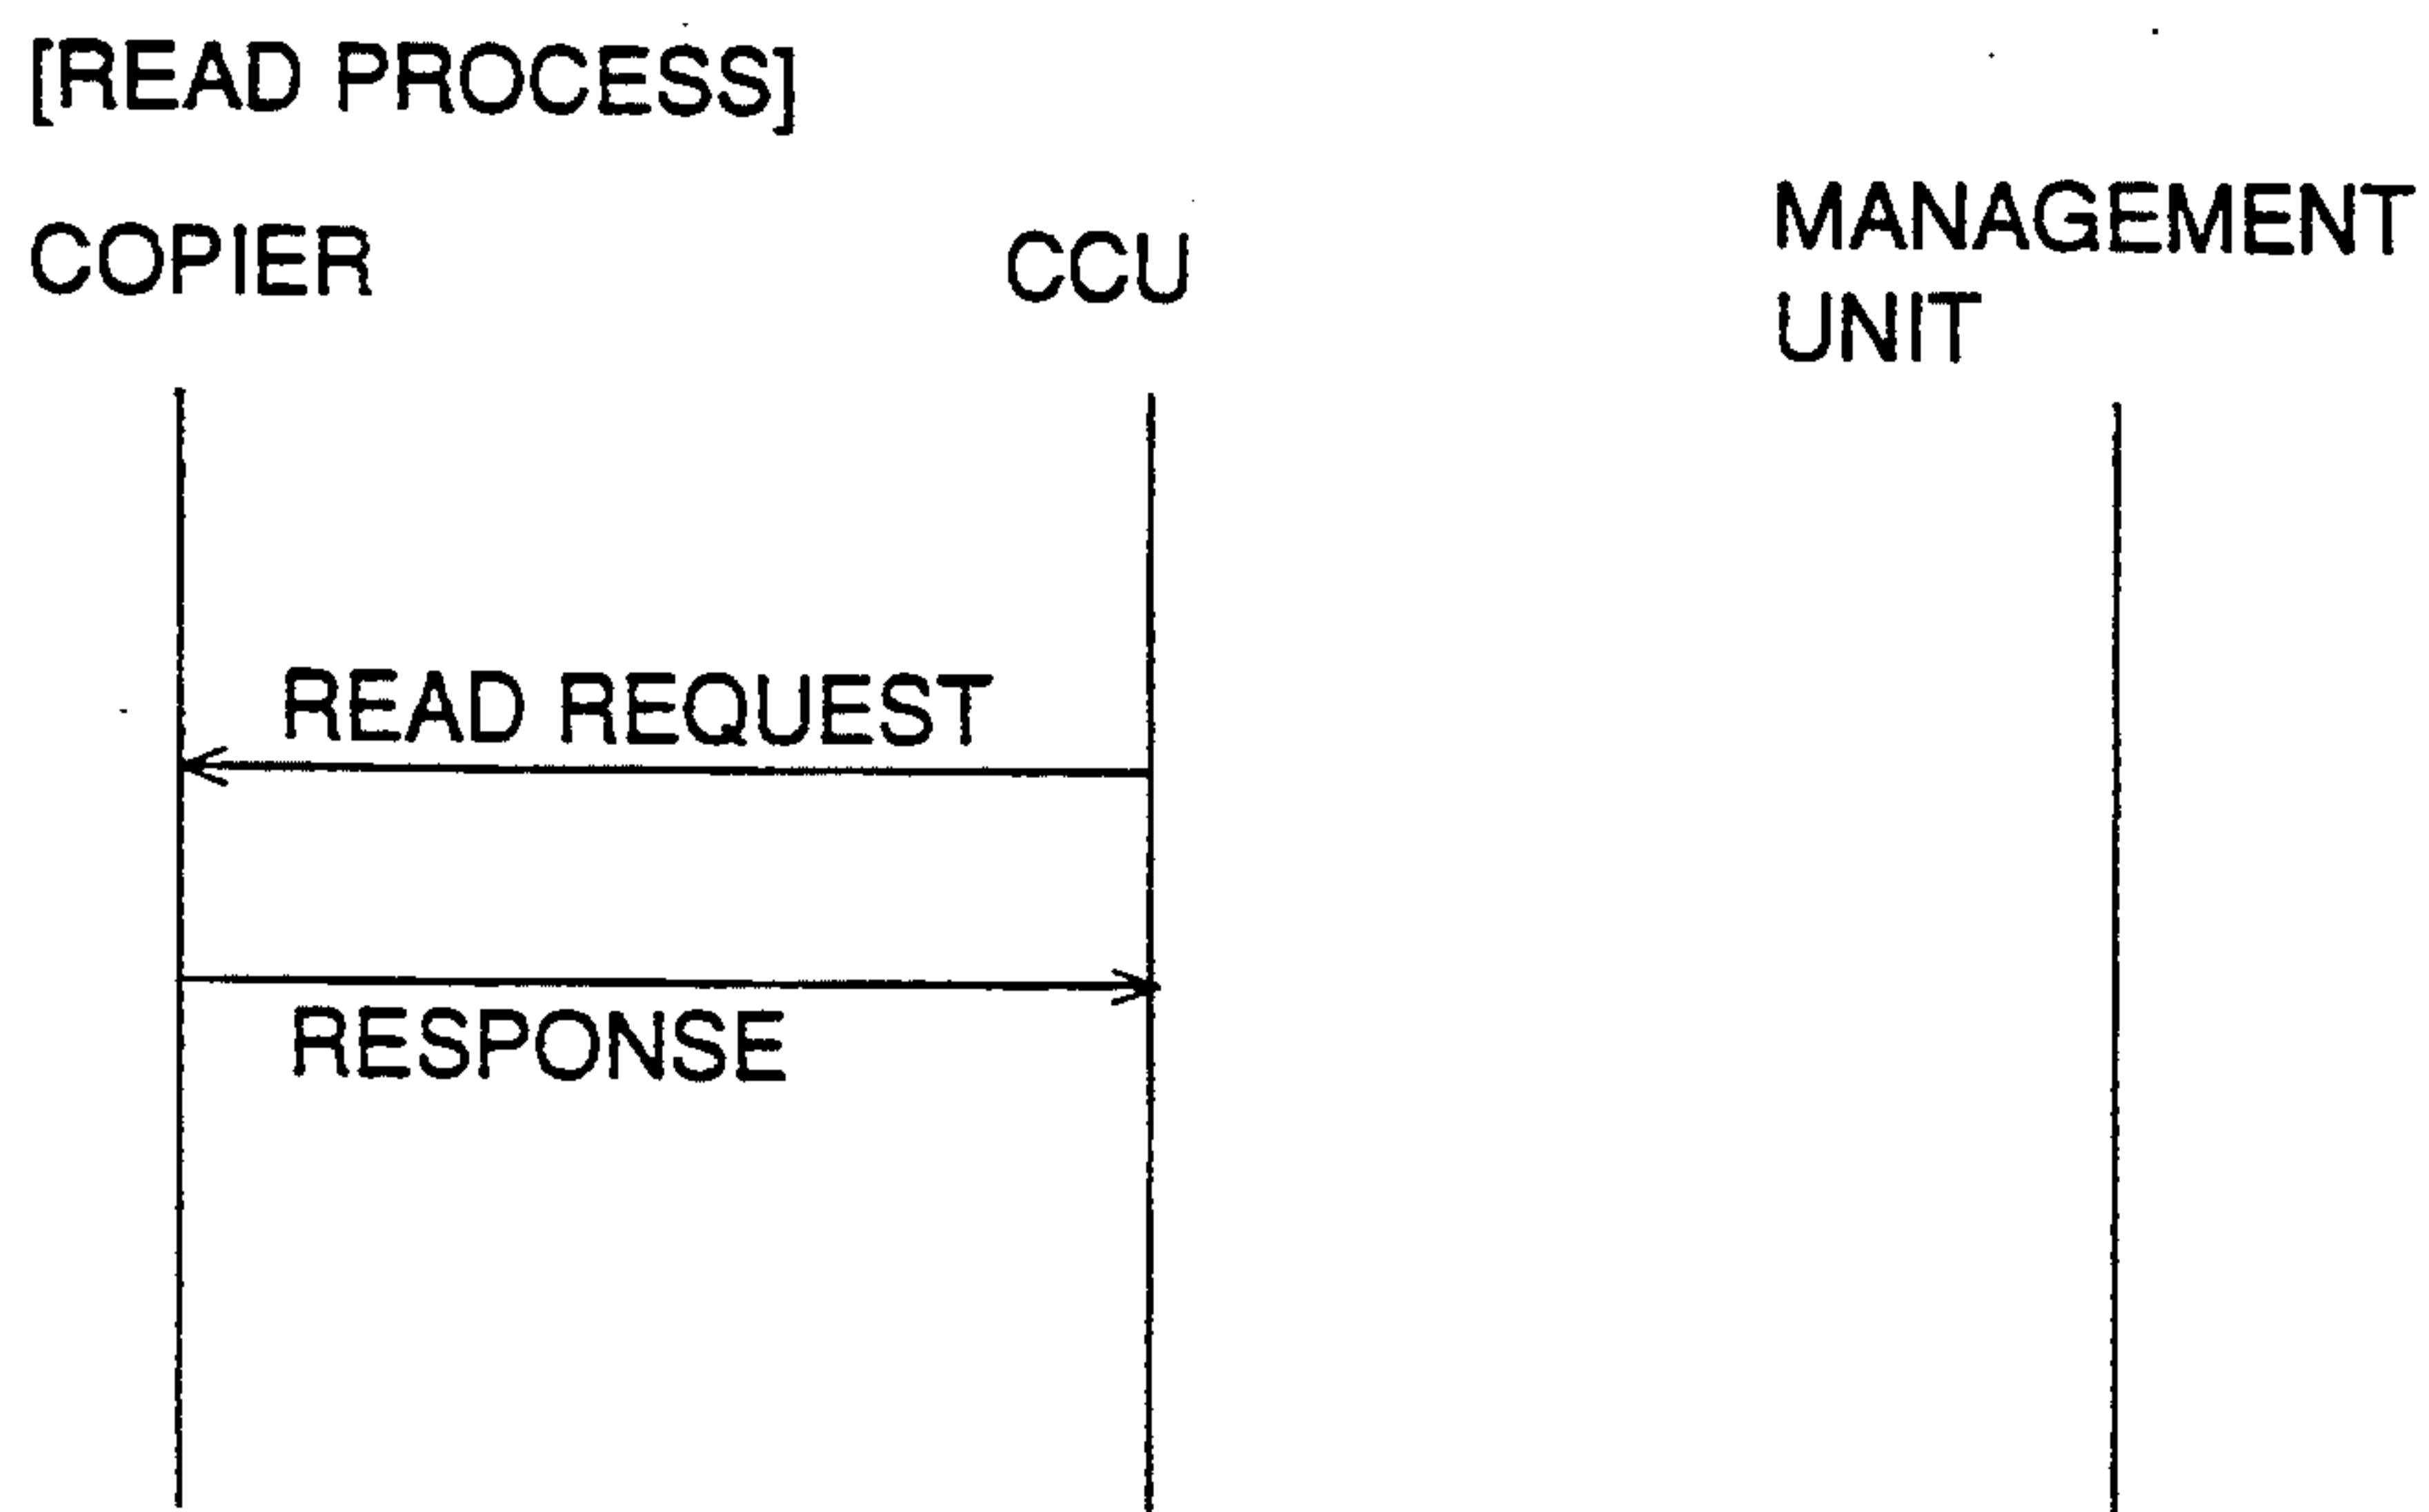 [READ PROCESS]
COPIER
CCU
MANAGEMENT
UNIT
READ REQUEST
RESPONSE